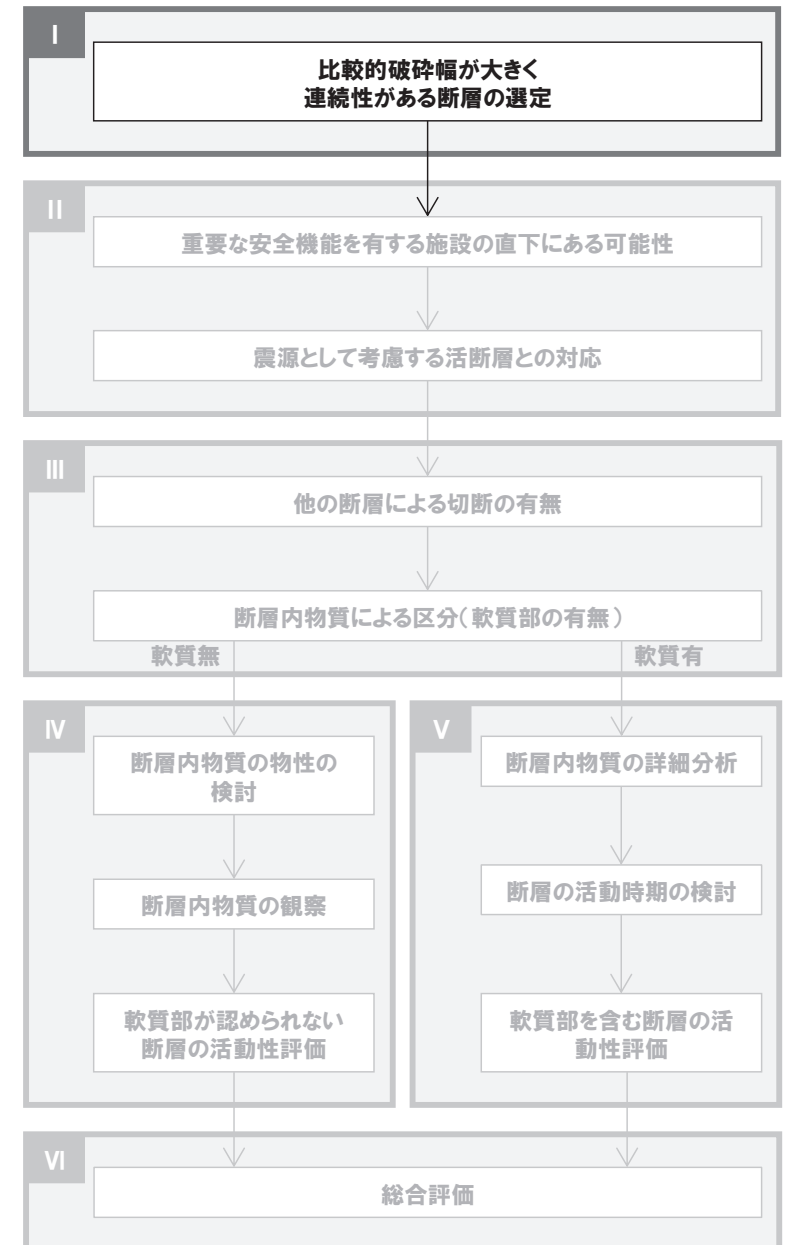 I
比較的破砕幅が大きく
連続性がある断層の選定
II
重要な安全機能を有する施設の直下にある可能性
震源として考慮する活断層との対応
III
他の断層による切断の有無
断層内物質による区分(軟質部の有無)
軟質無
軟質有
IV
断層内物質の物性の
検討
断層内物質の観察
軟質部が認められない
断層の活動性評価
V
断層内物質の詳細分析
断層の活動時期の検討
軟質部を含む断層の活
動性評価
VI
総合評価